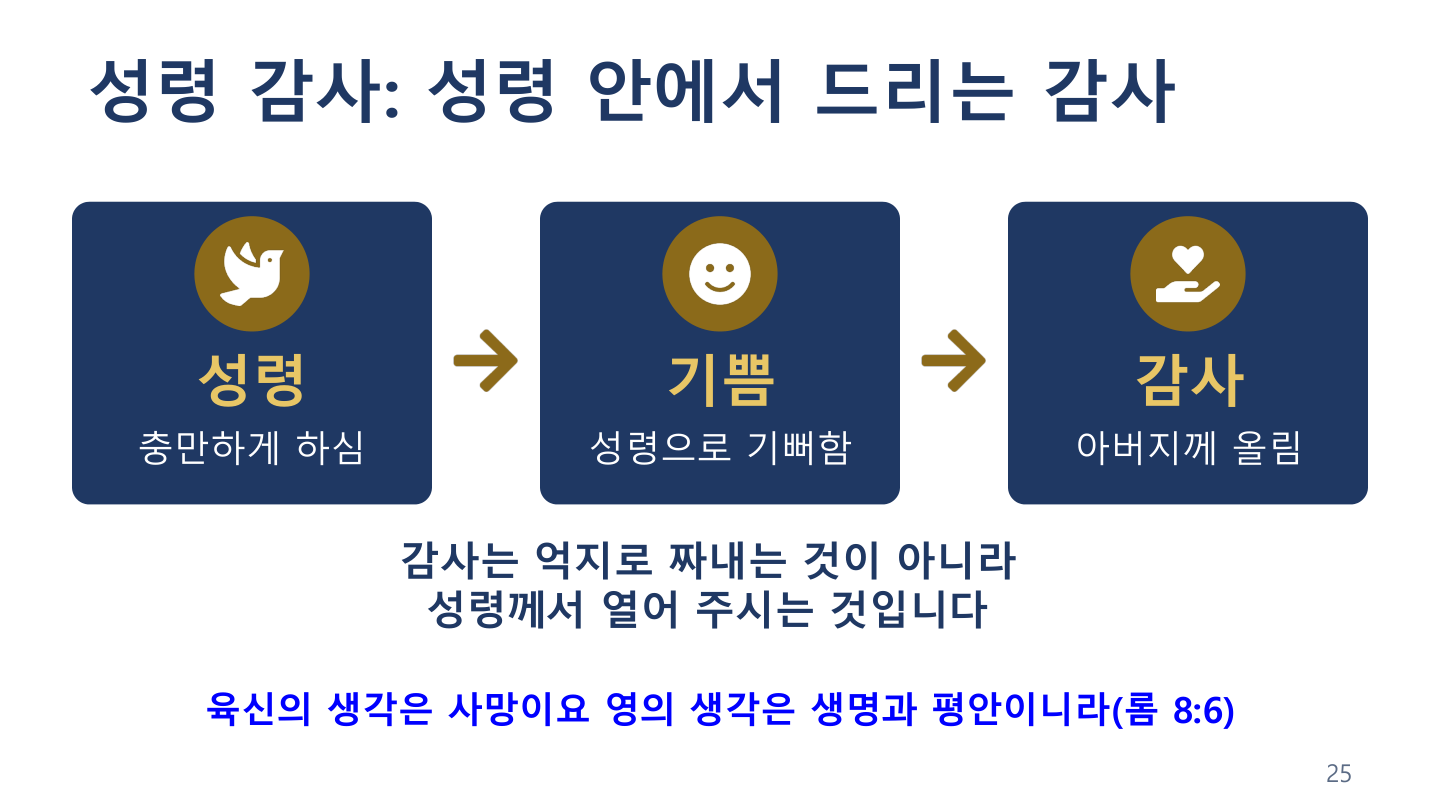 성령 감사: 성령 안에서 드리는 감사
성령
충만하게 하심
기쁨
성령으로 기뻐함
감사
아버지께 올림
감사는 억지로 짜내는 것이 아니라
성령께서 열어 주시는 것입니다
육신의 생각은 사망이요 영의 생각은 생명과 평안이니라(롬 8:6)
25